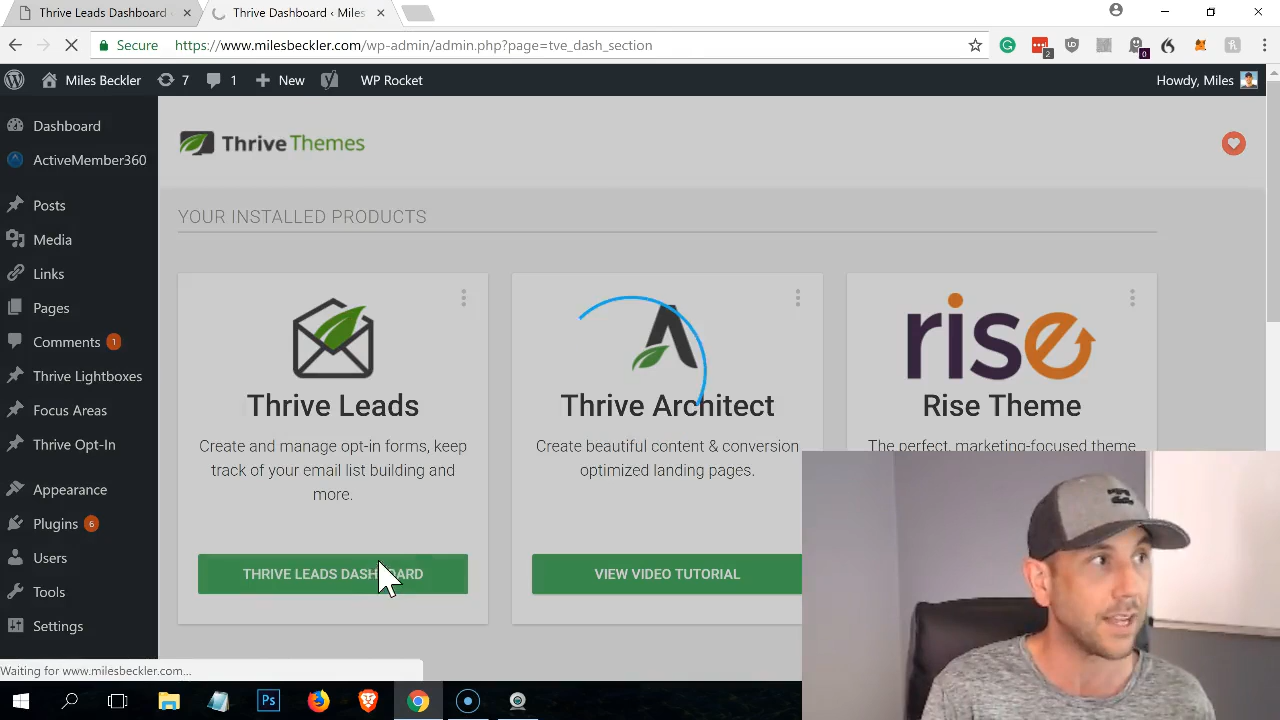 Thrive Leads Dashboard
Thrive Dashboard ‹ Miles
Secure
https://www.milesbeckler.com/wp-admin/admin.php?page=tve_dash_section
2
0
Miles Beckler
7
1
New
WP Rocket
Howdy, Miles
Dashboard
ActiveMember360
Posts
Media
Links
Pages
Comments 1
Thrive Lightboxes
Focus Areas
Thrive Opt-In
Appearance
Plugins 6
Users
Tools
Settings
Thrive Themes
YOUR INSTALLED PRODUCTS
Thrive Leads
Create and manage opt-in forms, keep
track of your email list building and
more.
THRIVE LEADS DASHBOARD
Thrive Architect
Create beautiful content & conversion
optimized landing pages.
VIEW VIDEO TUTORIAL
rise
Rise Theme
The perfect, marketing-focused theme
Waiting for www.milesbeckler.com...
Ps